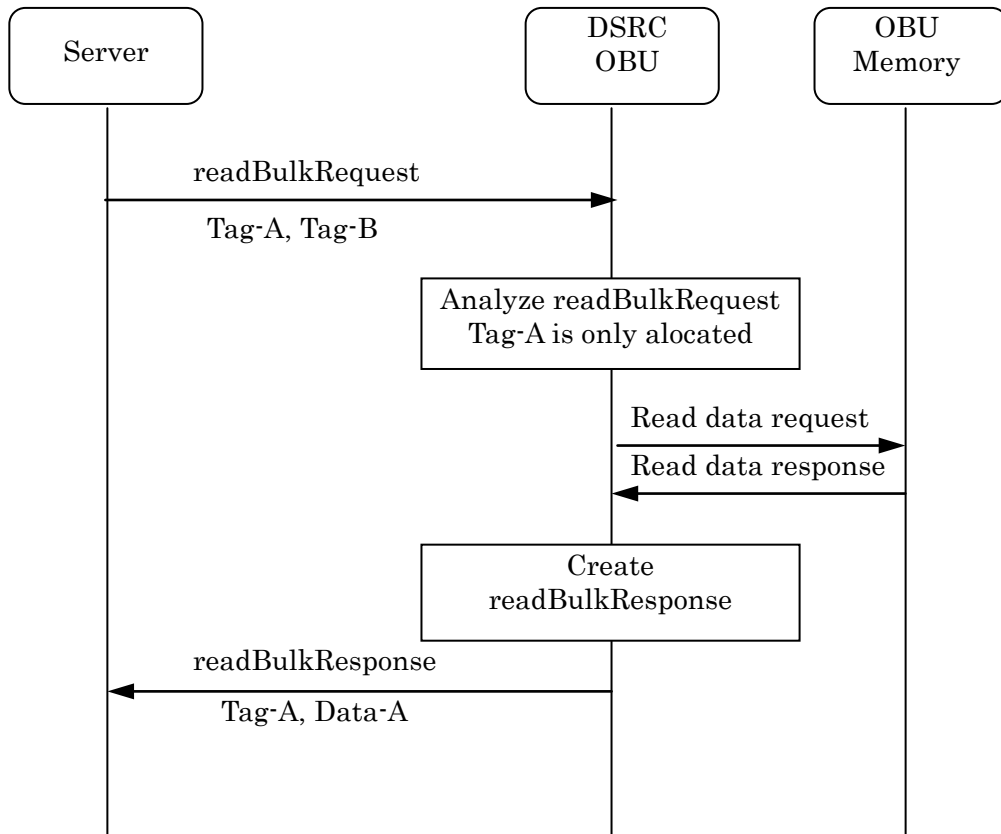 Server
DSRC
OBU
OBU
Memory
readBulkRequest
Tag-A, Tag-B
Analyze readBulkRequest
Tag-A is only alocated
Read data request
Read data response
Create
readBulkResponse
readBulkResponse
Tag-A, Data-A